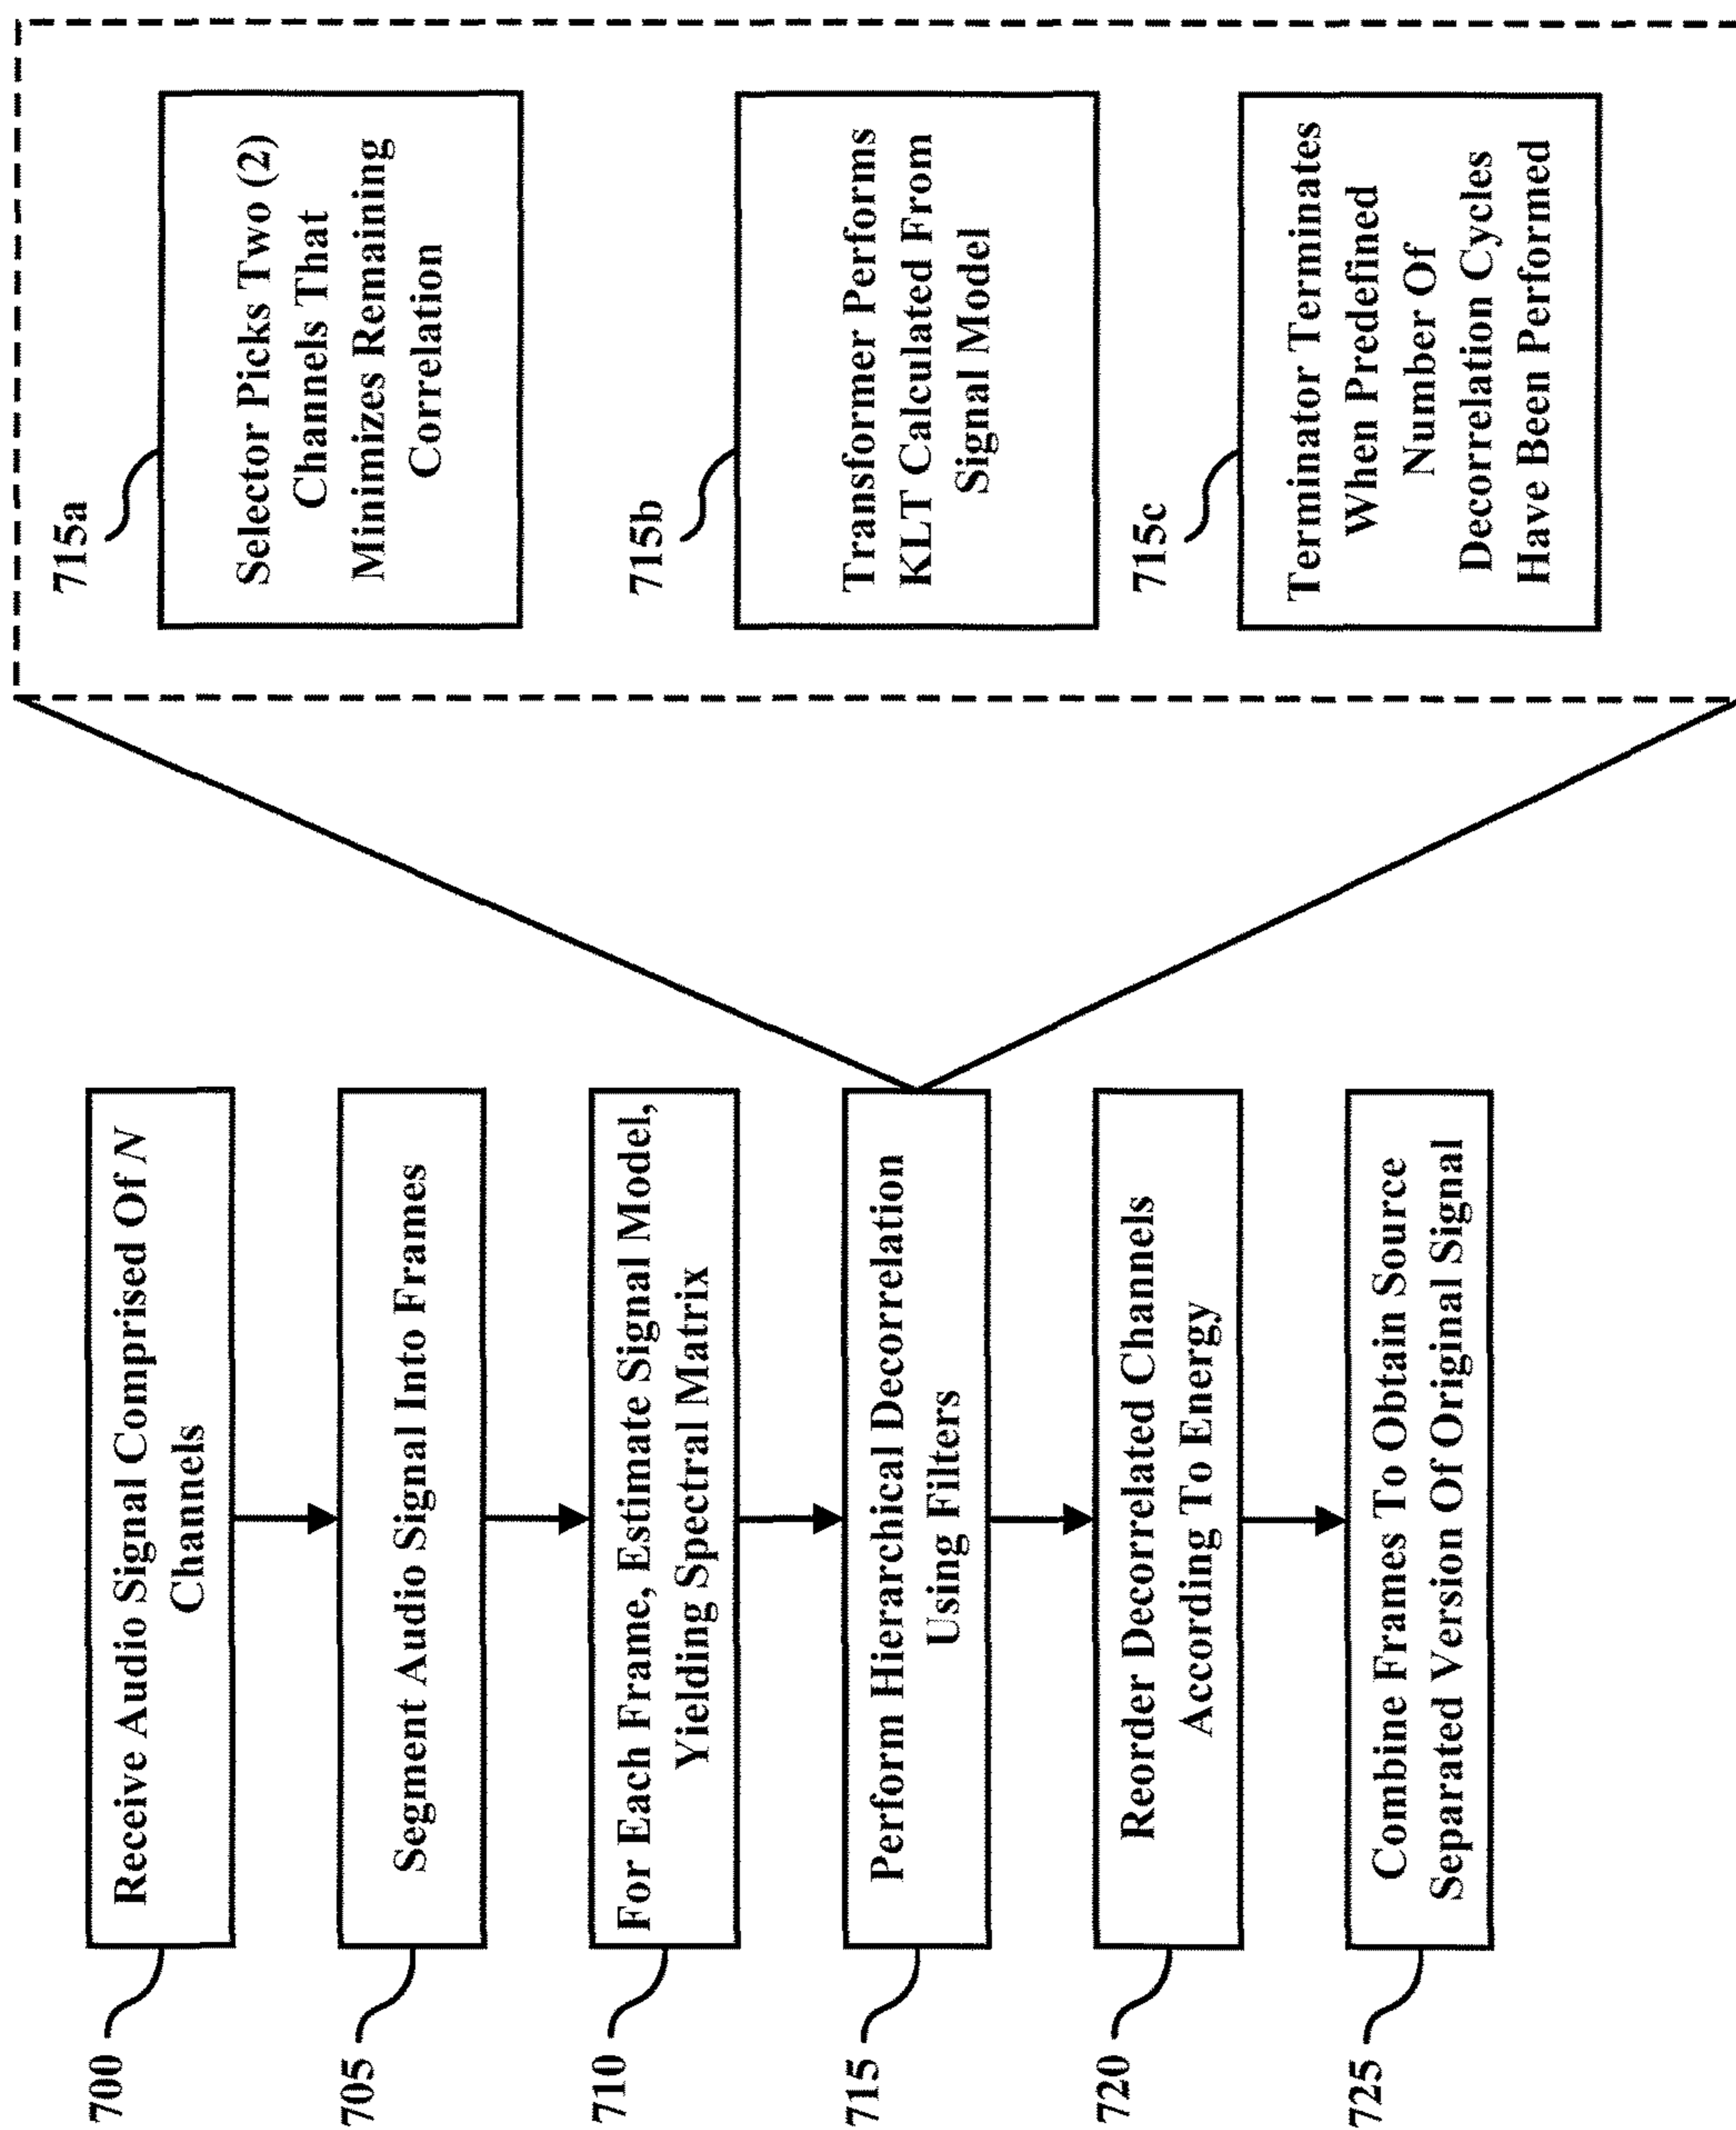 700
Receive Audio Signal Comprised Of N
Channels
705
Segment Audio Signal Into Frames
710
For Each Frame, Estimate Signal Model,
Yielding Spectral Matrix
715
Perform Hierarchical Decorrelation
Using Filters
720
Reorder Decorrelated Channels
According To Energy
725
Combine Frames To Obtain Source
Separated Version Of Original Signal
715a
Selector Picks Two (2)
Channels That
Minimizes Remaining
Correlation
715b
Transformer Performs
KLT Calculated From
Signal Model
715c
Terminator Terminates
When Predefined
Number Of
Decorrelation Cycles
Have Been Performed